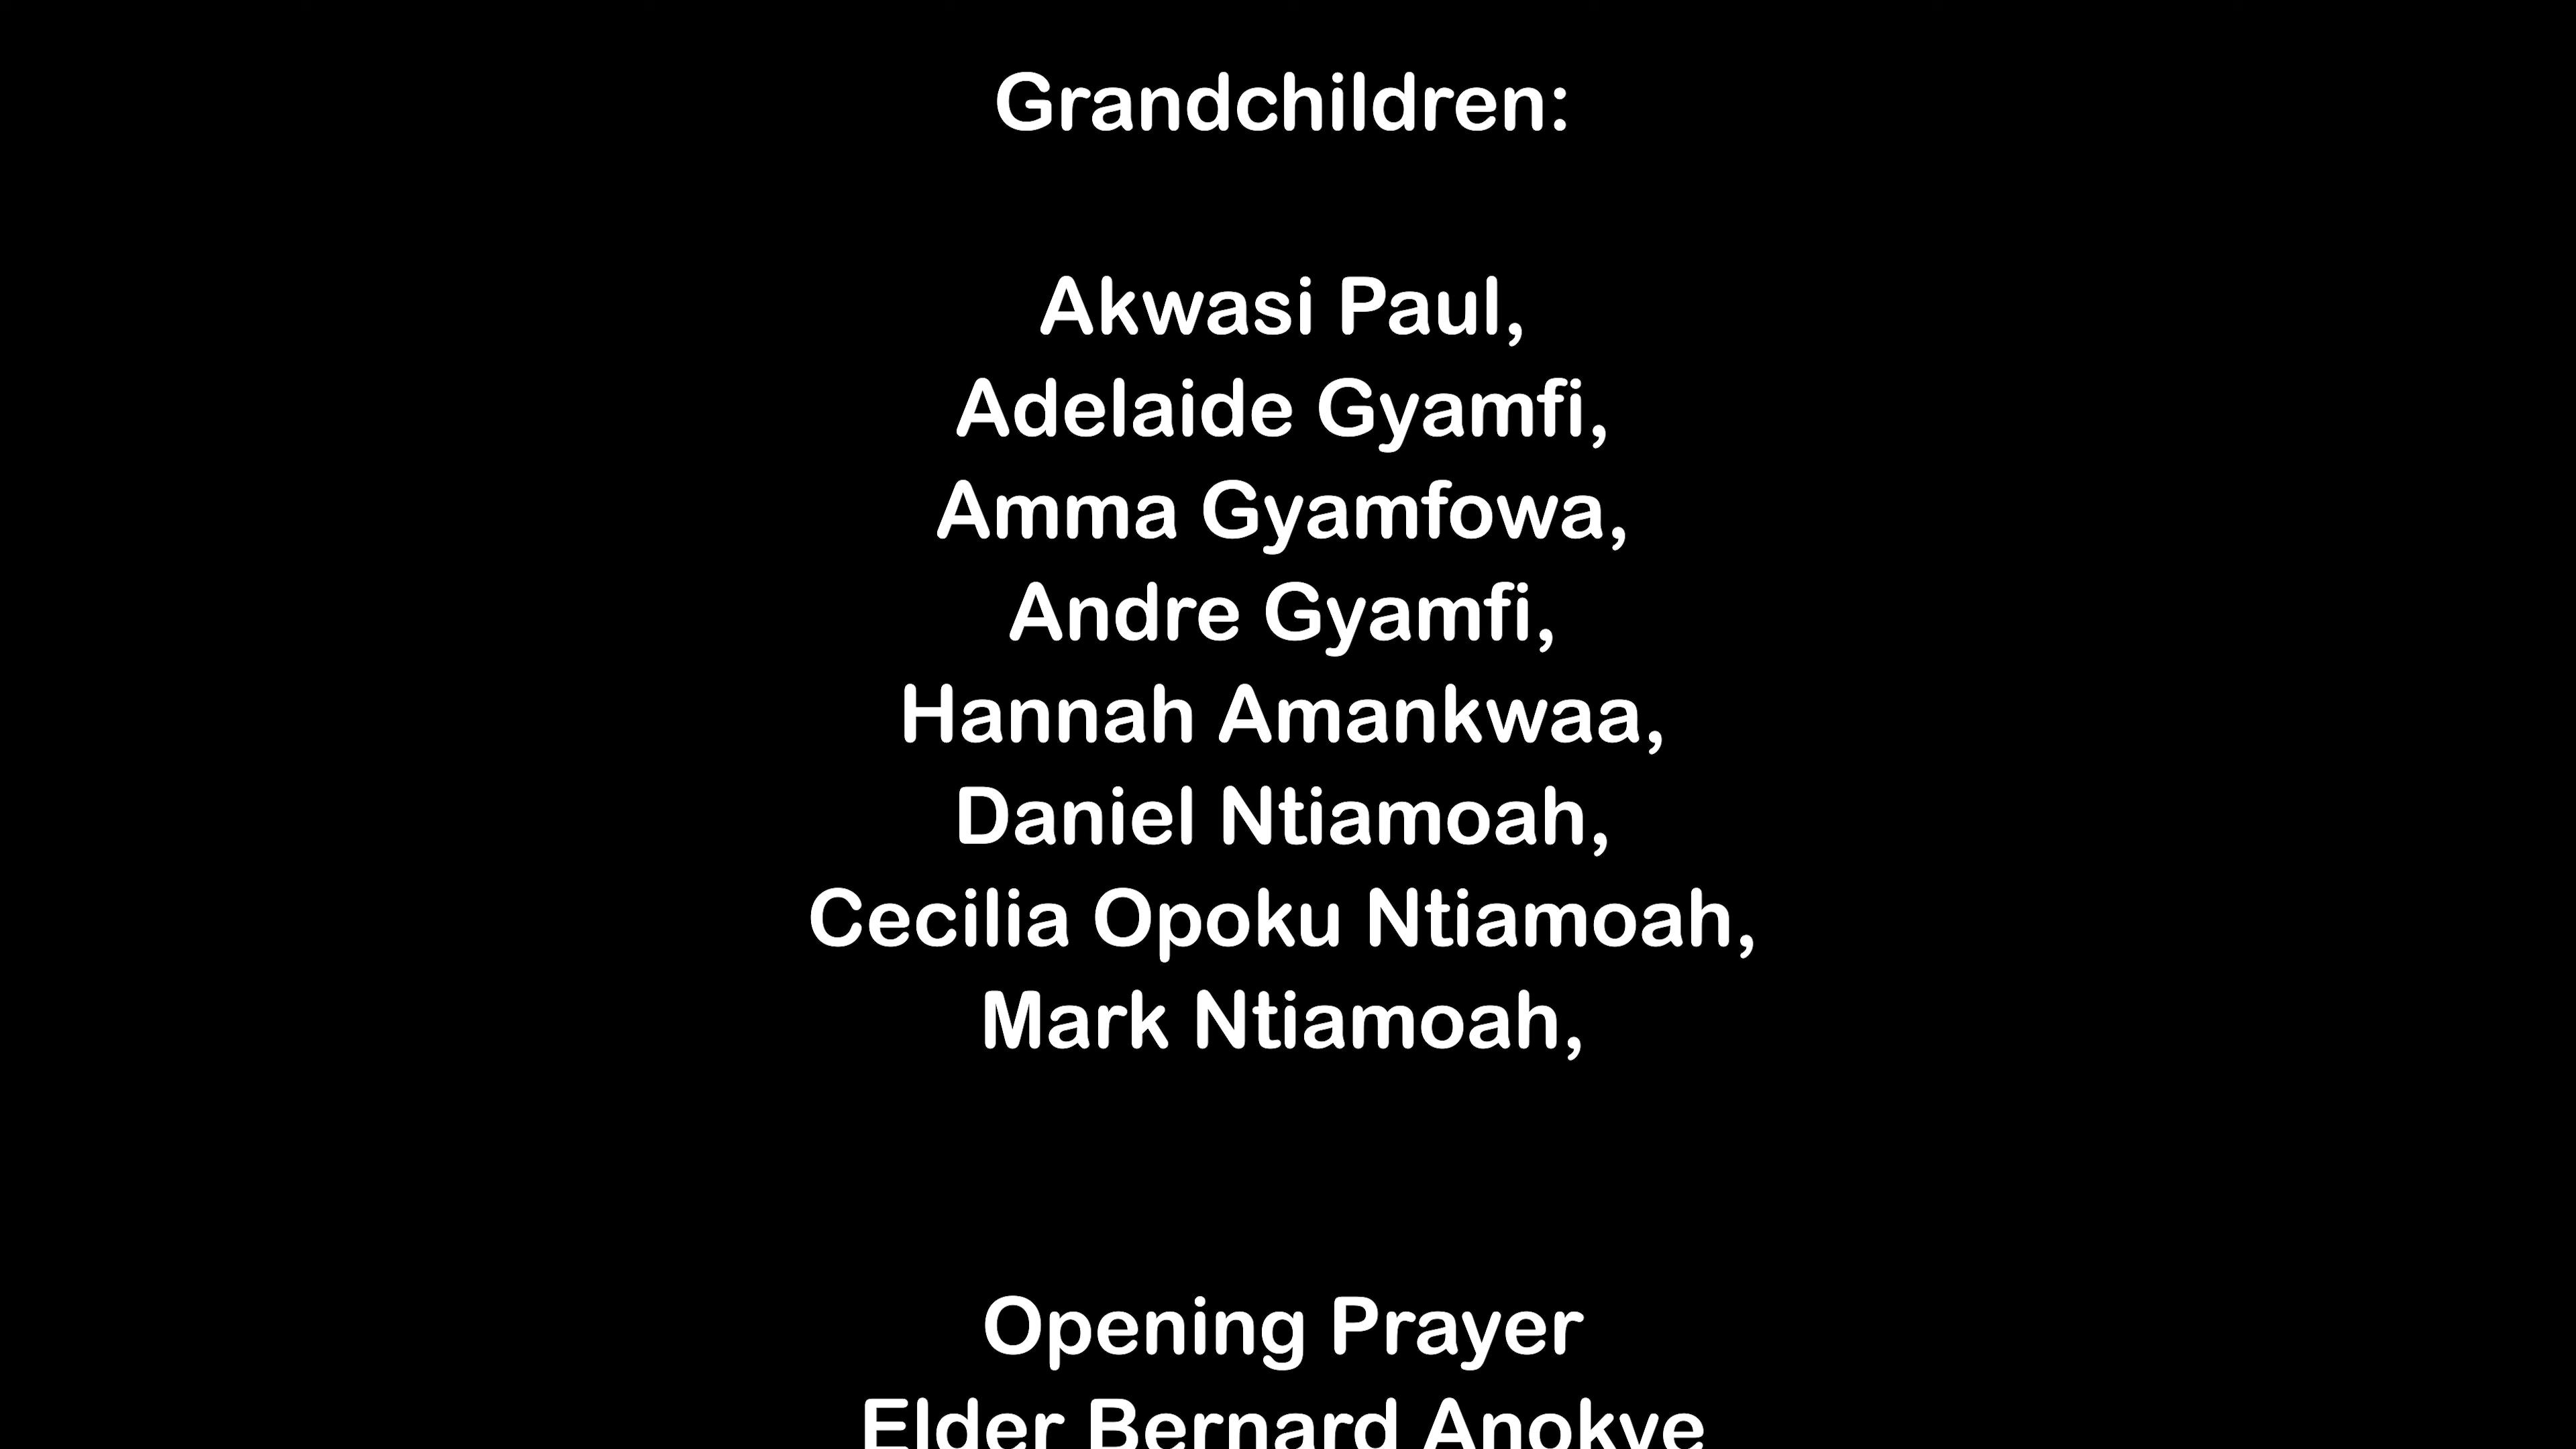 Grandchildren:
Akwasi Paul,
Adelaide Gyamfi,
Amma Gyamfowa,
Andre Gyamfi,
Hannah Amankwaa,
Daniel Ntiamoah,
Cecilia Opoku Ntiamoah,
Mark Ntiamoah,
Opening Prayer
Elder Bernard Anokye